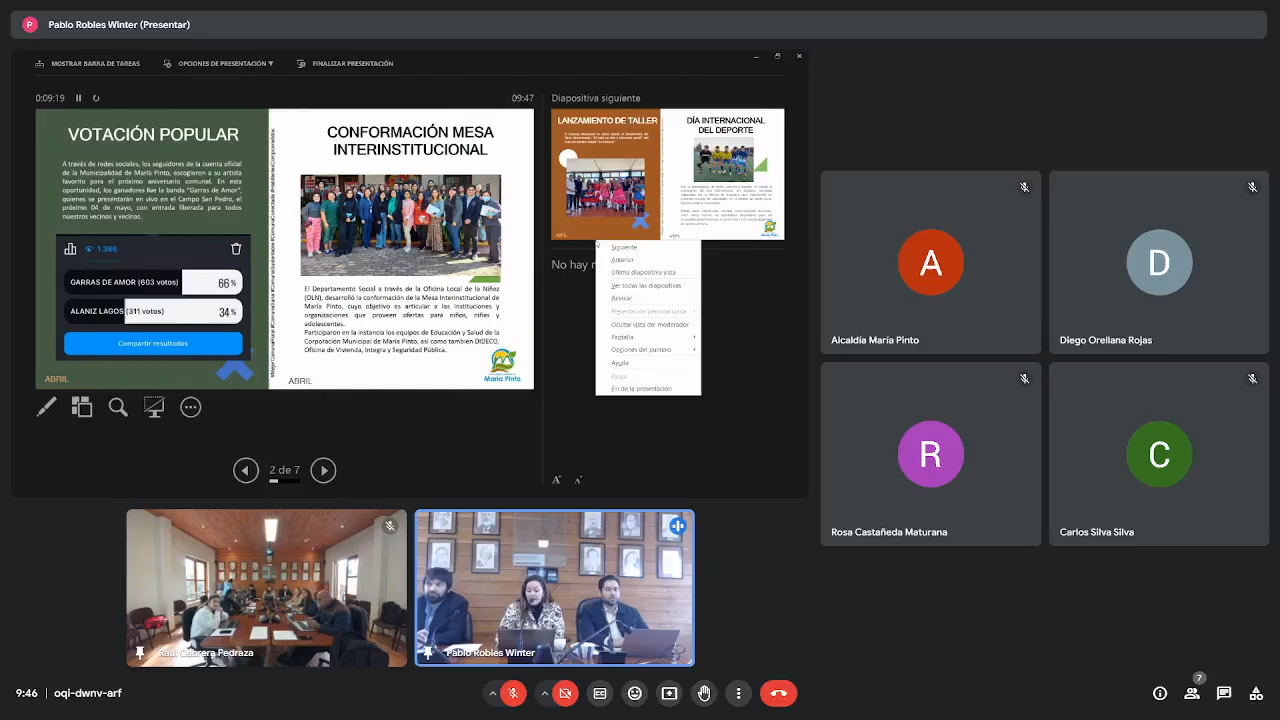 P Pablo Robles Winter (Presentar)
MOSTRAR BARRA DE TAREAS
OPCIONES DE PRESENTACIÓN
FINALIZAR PRESENTACIÓN
0:09:19
09:47
Diapositiva siguiente
VOTACIÓN POPULAR
A través de redes sociales, los seguidores de la cuenta oficial
de la Municipalidad de María Pinto, escogieron a su artista
favorito para el próximo aniversario comunal. En esta
oportunidad, los ganadores fue la banda "Garras de Amor",
quienes se presentarán en vivo en el Campo San Pedro, el
próximo 04 de mayo, con entrada liberada para todos
nuestros vecinos y vecinas.
1.386
GARRAS DE AMOR (603 votos)
66%
ALANYS LAGOS (311 votos)
34%
Compartir resultados
ABRIL
CONFORMACIÓN MESA
INTERINSTITUCIONAL
El Departamento Social a través de la Oficina Local de la Niñez
(OLN), desarrolló la conformación de la Mesa Interinstitucional de
María Pinto, cuyo objetivo es articular a las instituciones y
organizaciones que proveen ofertas para niños, niñas y
adolescentes.
Participaron en la instancia los equipos de Educación y Salud de la
Corporación Municipal de María Pinto, así como también DIDECO,
Oficina de Vivienda, Integra y Seguridad Pública.
ABRIL
María Pinto
LANZAMIENTO DE TALLER
ABRIL
DÍA INTERNACIONAL
DEL DEPORTE
ABRIL
María Pinto
No hay
Siguiente
Anterior
Última diapositiva vista
Ver todas las diapositivas
Acercar
Presentación personalizada
Ocultar vista del moderador
Pantalla
Opciones del puntero
Ayuda
Pausa
Fin de la presentación
2 de 7
A
Alcaldía María Pinto
D
Diego Orellana Rojas
R
Rosa Castañeda Maturana
C
Carlos Silva Silva
Raúl Cabrera Pedraza
Pablo Robles Winter
9:46
oqi-dwnv-arf
7